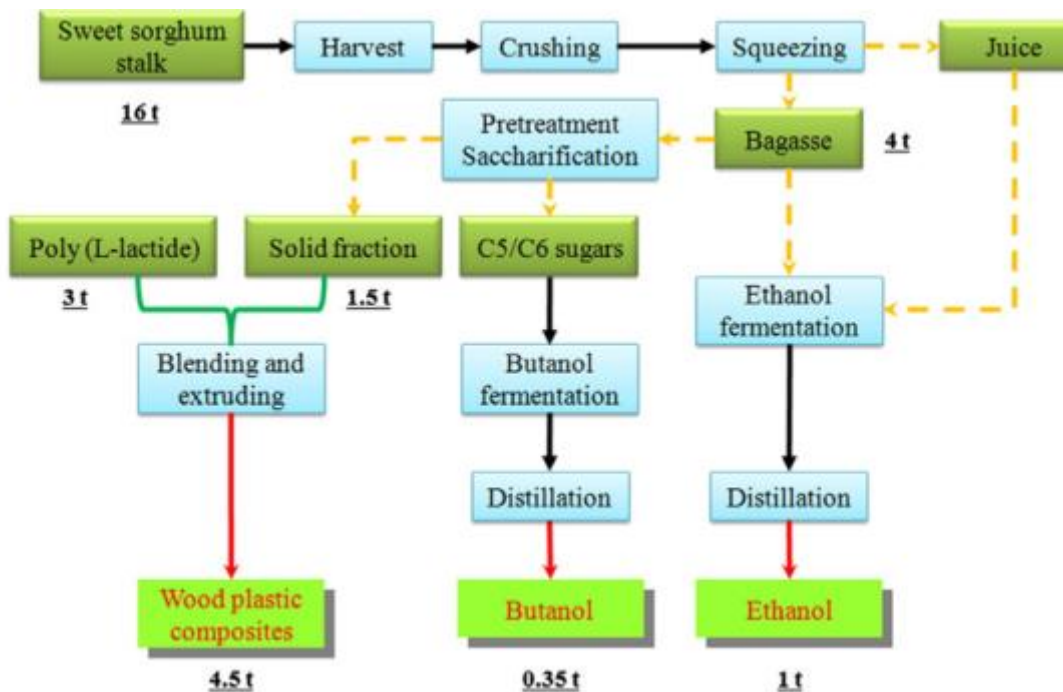 Sweet sorghum
stalk
Harvest
Crushing
Squeezing
Juice
16 t
Pretreatment
Saccharification
Bagasse
4 t
Poly (L-lactide)
Solid fraction
C5/C6 sugars
3 t
1.5 t
Ethanol
fermentation
Blending and
extruding
Butanol
fermentation
Distillation
Distillation
Wood plastic
composites
Butanol
Ethanol
4.5 t
0.35 t
1 t